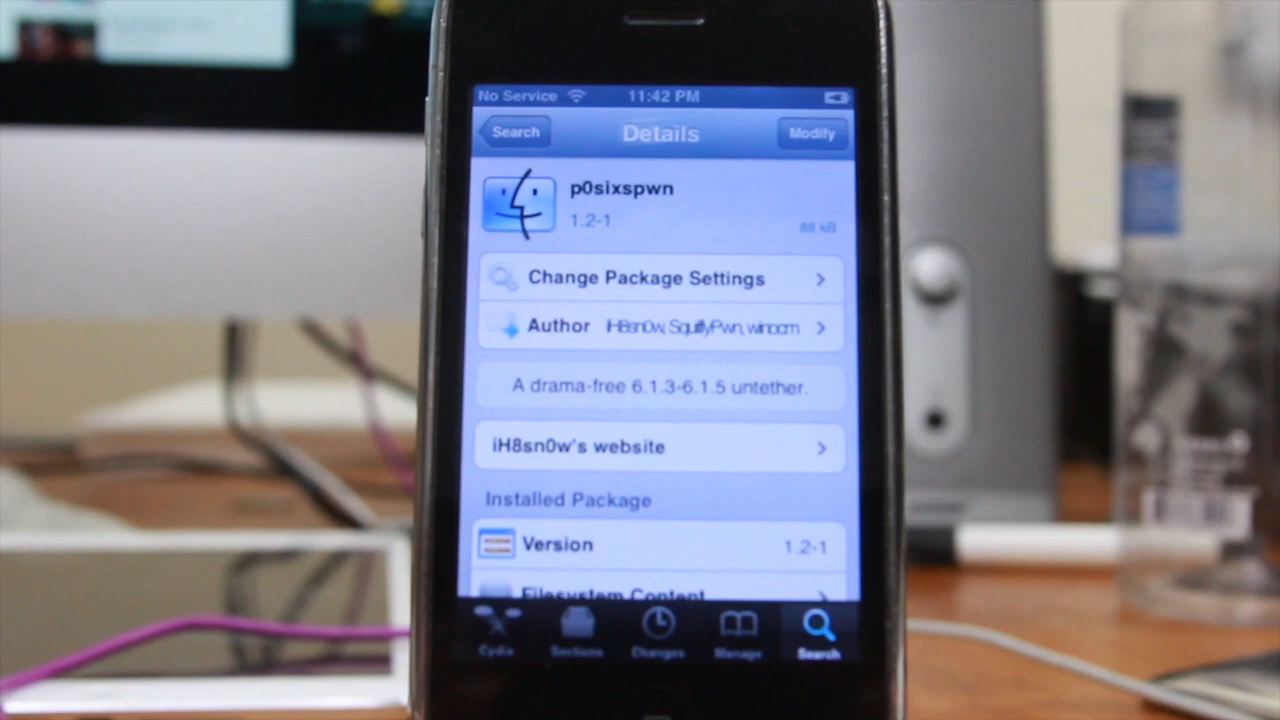 No Service 11:42 PM
Search Details Modify
p0sixspwn
1.2-1
88 kB
Change Package Settings
Author iH8sn0w, SquiffyPwn, winocm
A drama-free 6.1.3-6.1.5 untether.
iH8sn0w's website
Installed Package
Version 1.2-1
Filesystem Content
Cydia Sections Changes Manage Search